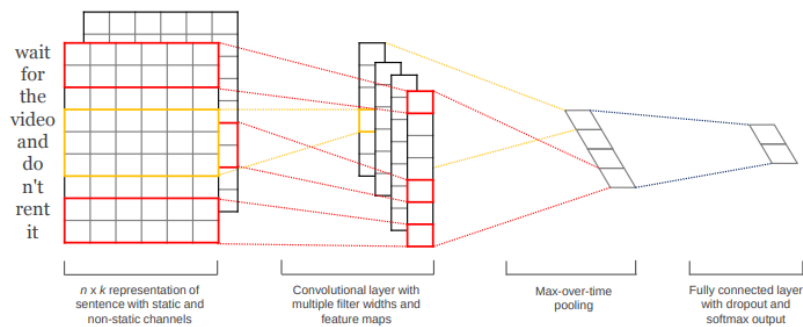 wait
for
the
video
and
do
n't
rent
it
n x k representation of
sentence with static and
non-static channels
Convolutional layer with
multiple filter widths and
feature maps
Max-over-time
pooling
Fully connected layer
with dropout and
softmax output